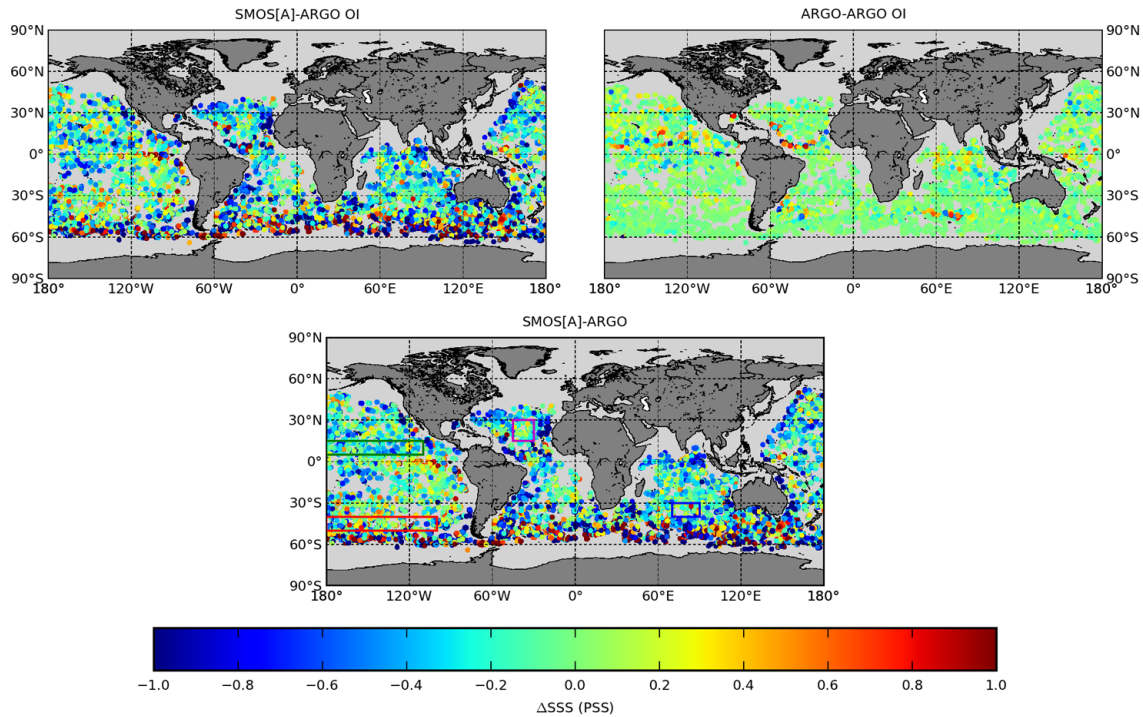 SMOS[A]-ARGO OI
ARGO-ARGO OI
90°N
60°N
30°N
0°
30°S
60°S
90°S
180° 120°W 60°W 0° 60°E 120°E 180°
90°N
60°N
30°N
0°
30°S
60°S
90°S
180° 120°W 60°W 0° 60°E 120°E 180°
SMOS[A]-ARGO
90°N
60°N
30°N
0°
30°S
60°S
90°S
180° 120°W 60°W 0° 60°E 120°E 180°
−1.0 −0.8 −0.6 −0.4 −0.2 0.0 0.2 0.4 0.6 0.8 1.0
ΔSSS (PSS)